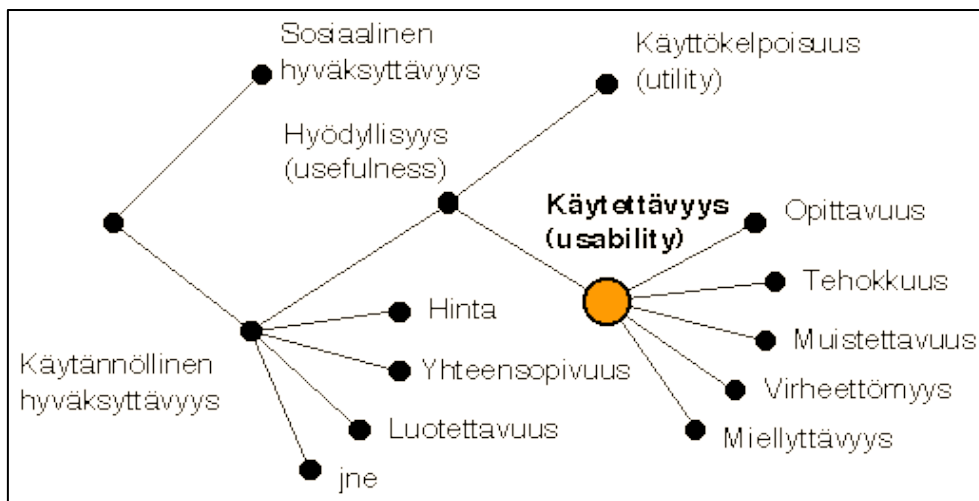 Sosiaalinen
hyväksyttävyys
Käyttökelpoisuus
(utility)
Hyödyllisyys
(usefulness)
Käytettävyys
(usability)
Opittavuus
Tehokkuus
Muistettavuus
Virheettömyys
Miellyttävyys
Hinta
Yhteensopivuus
Luotettavuus
jne
Käytännöllinen
hyväksyttävyys